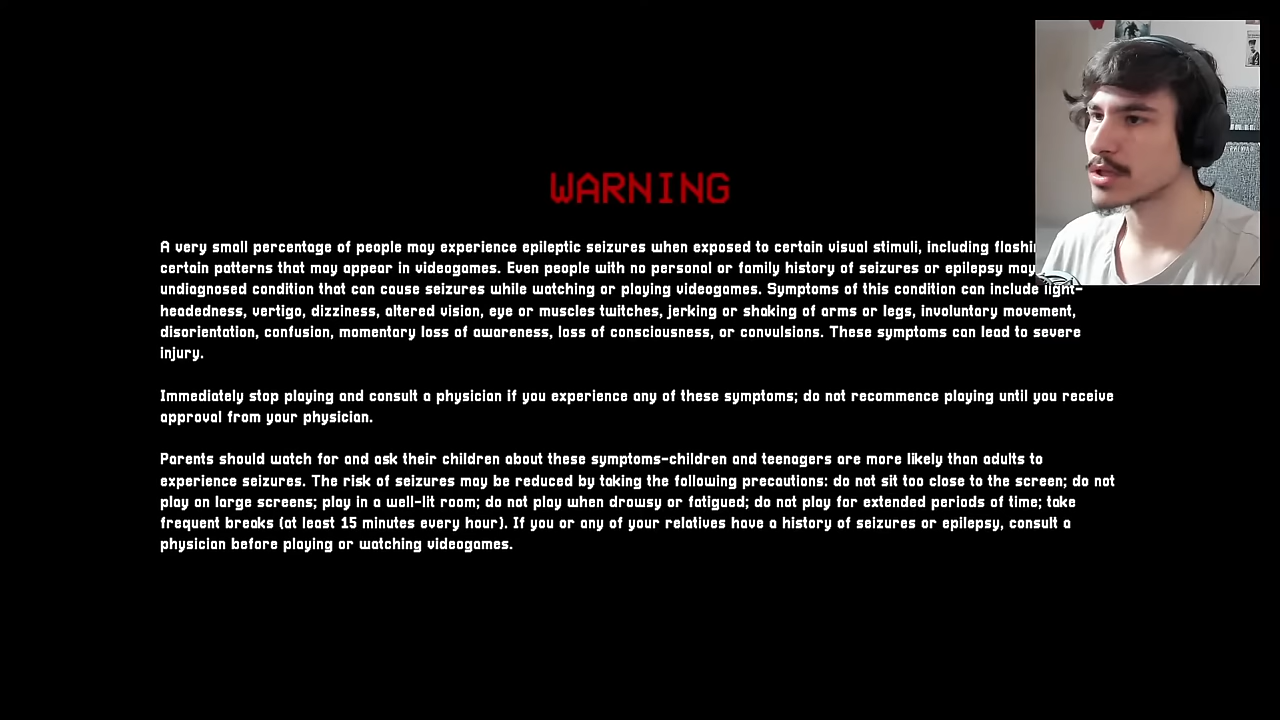 WARNING
A very small percentage of people may experience epileptic seizures when exposed to certain visual stimuli, including
certain patterns that may appear in videogames. Even people with no personal or family history of seizures or epilepsy may
undiagnosed condition that can cause seizures while watching or playing videogames. Symptoms of this condition can include light-
headedness, vertigo, dizziness, altered vision, eye or muscles twitches, jerking or shaking of arms or legs, involuntary movement,
disorientation, confusion, momentary loss of awareness, loss of consciousness, or convulsions. These symptoms can lead to severe
injury.
Immediately stop playing and consult a physician if you experience any of these symptoms; do not recommence playing until you receive
approval from your physician.
Parents should watch for and ask their children about these symptoms-children and teenagers are more likely than adults to
experience seizures. The risk of seizures may be reduced by taking the following precautions: do not sit too close to the screen; do not
play on large screens; play in a well-lit room; do not play when drowsy or fatigued; do not play for extended periods of time; take
frequent breaks (at least 15 minutes every hour). If you or any of your relatives have a history of seizures or epilepsy, consult a
physician before playing or watching videogames.